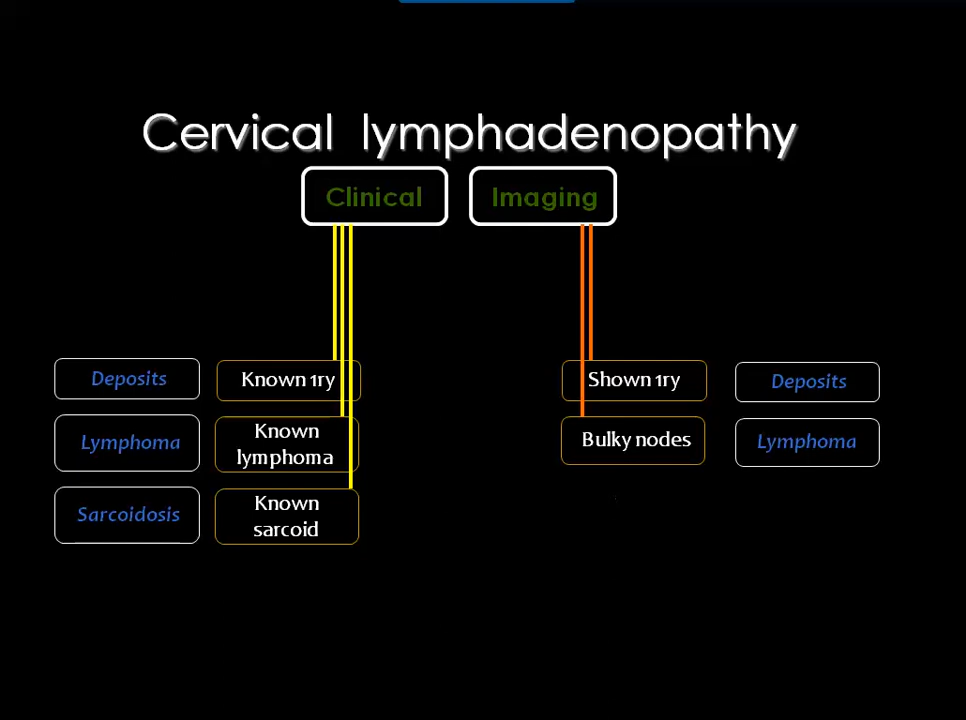 Cervical lymphadenopathy
Clinical
Imaging
Deposits
Known 1ry
Lymphoma
Known
lymphoma
Sarcoidosis
Known
sarcoid
Shown 1ry
Deposits
Bulky nodes
Lymphoma